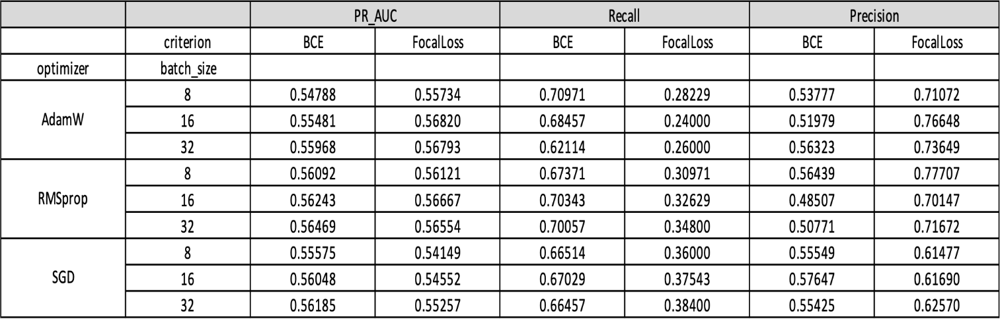 PR_AUC Recall Precision
criterion BCE FocalLoss BCE FocalLoss BCE FocalLoss
optimizer batch_size
AdamW 8 0.54788 0.55734 0.70971 0.28229 0.53777 0.71072
16 0.55481 0.56820 0.68457 0.24000 0.51979 0.76648
32 0.55968 0.56793 0.62114 0.26000 0.56323 0.73649
RMSprop 8 0.56092 0.56121 0.67371 0.30971 0.56439 0.77707
16 0.56243 0.56667 0.70343 0.32629 0.48507 0.70147
32 0.56469 0.56554 0.70057 0.34800 0.50771 0.71672
SGD 8 0.55575 0.54149 0.66514 0.36000 0.55549 0.61477
16 0.56048 0.54552 0.67029 0.37543 0.57647 0.61690
32 0.56185 0.55257 0.66457 0.38400 0.55425 0.62570